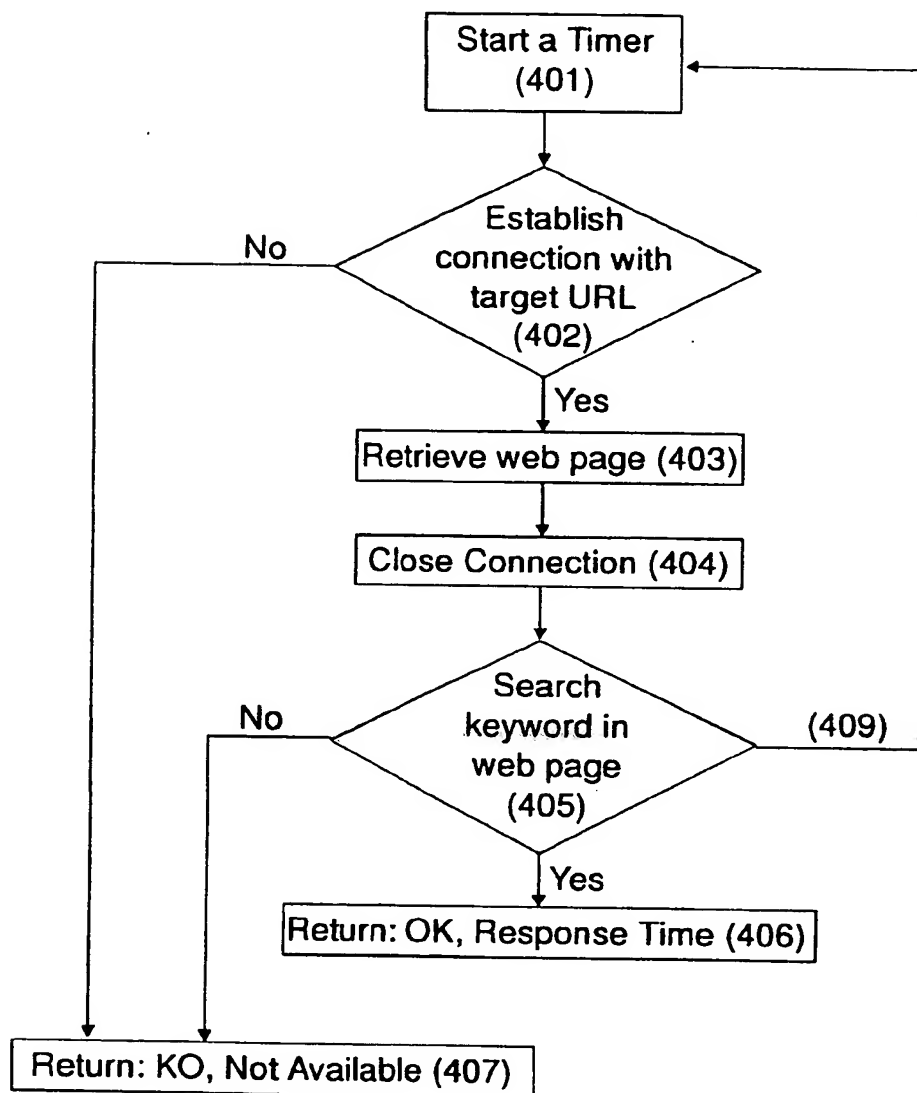 Start a Timer
(401)
Establish
connection with
target URL
(402)
No
Yes
Retrieve web page (403)
Close Connection (404)
Search
keyword in
web page
(405)
No
(409)
Yes
Return: OK, Response Time (406)
Return: KO, Not Available (407)